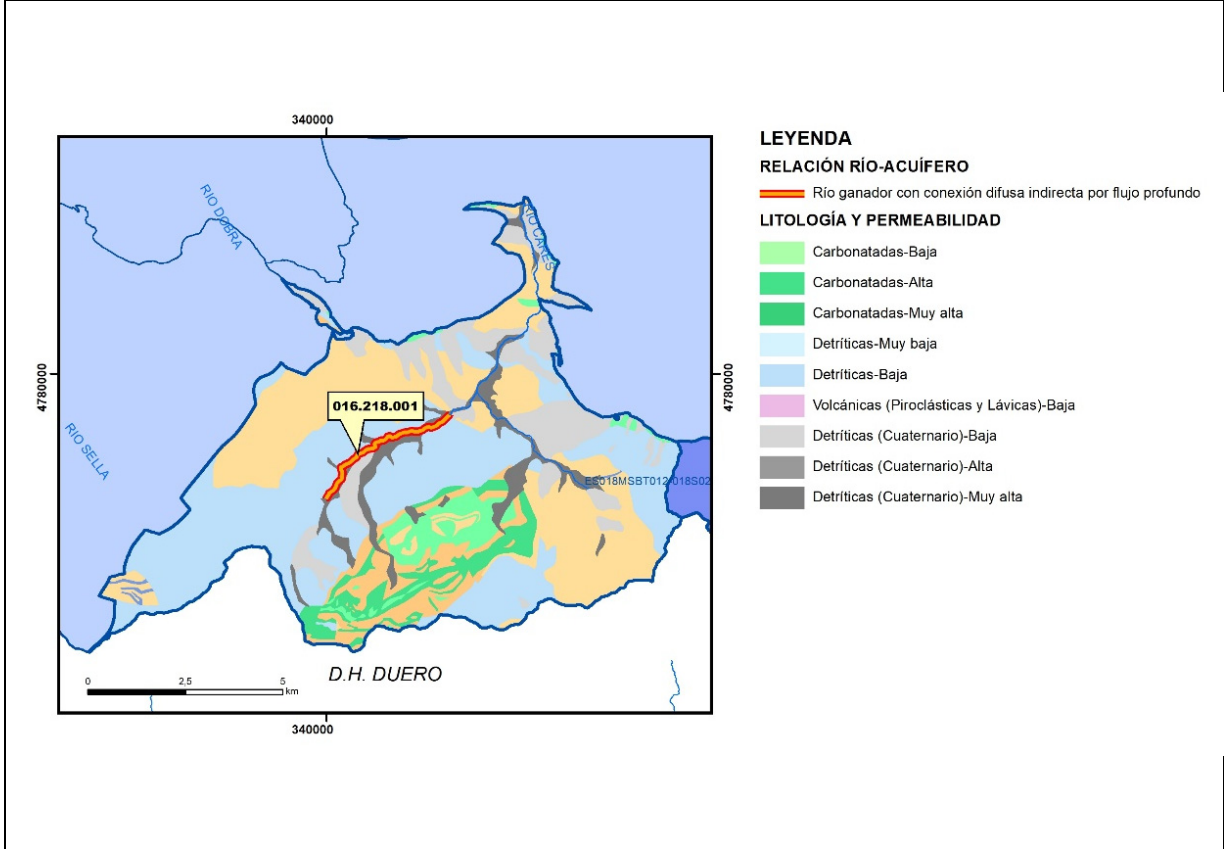 340000
LEYENDA
RELACIÓN RÍO-ACUÍFERO
Río ganador con conexión difusa indirecta por flujo profundo
LITOLOGÍA Y PERMEABILIDAD
Carbonatadas-Baja
Carbonatadas-Alta
Carbonatadas-Muy alta
Detríticas-Muy baja
Detríticas-Baja
Volcánicas (Piroclásticas y Lávicas)-Baja
Detríticas (Cuaternario)-Baja
Detríticas (Cuaternario)-Alta
Detríticas (Cuaternario)-Muy alta
RIO DOBRA
RIO CARES
4780000
4780000
016.218.001
RIO SELLA
ES018MSBT012-018S02
D.H. DUERO
0 2,5 5
km
340000